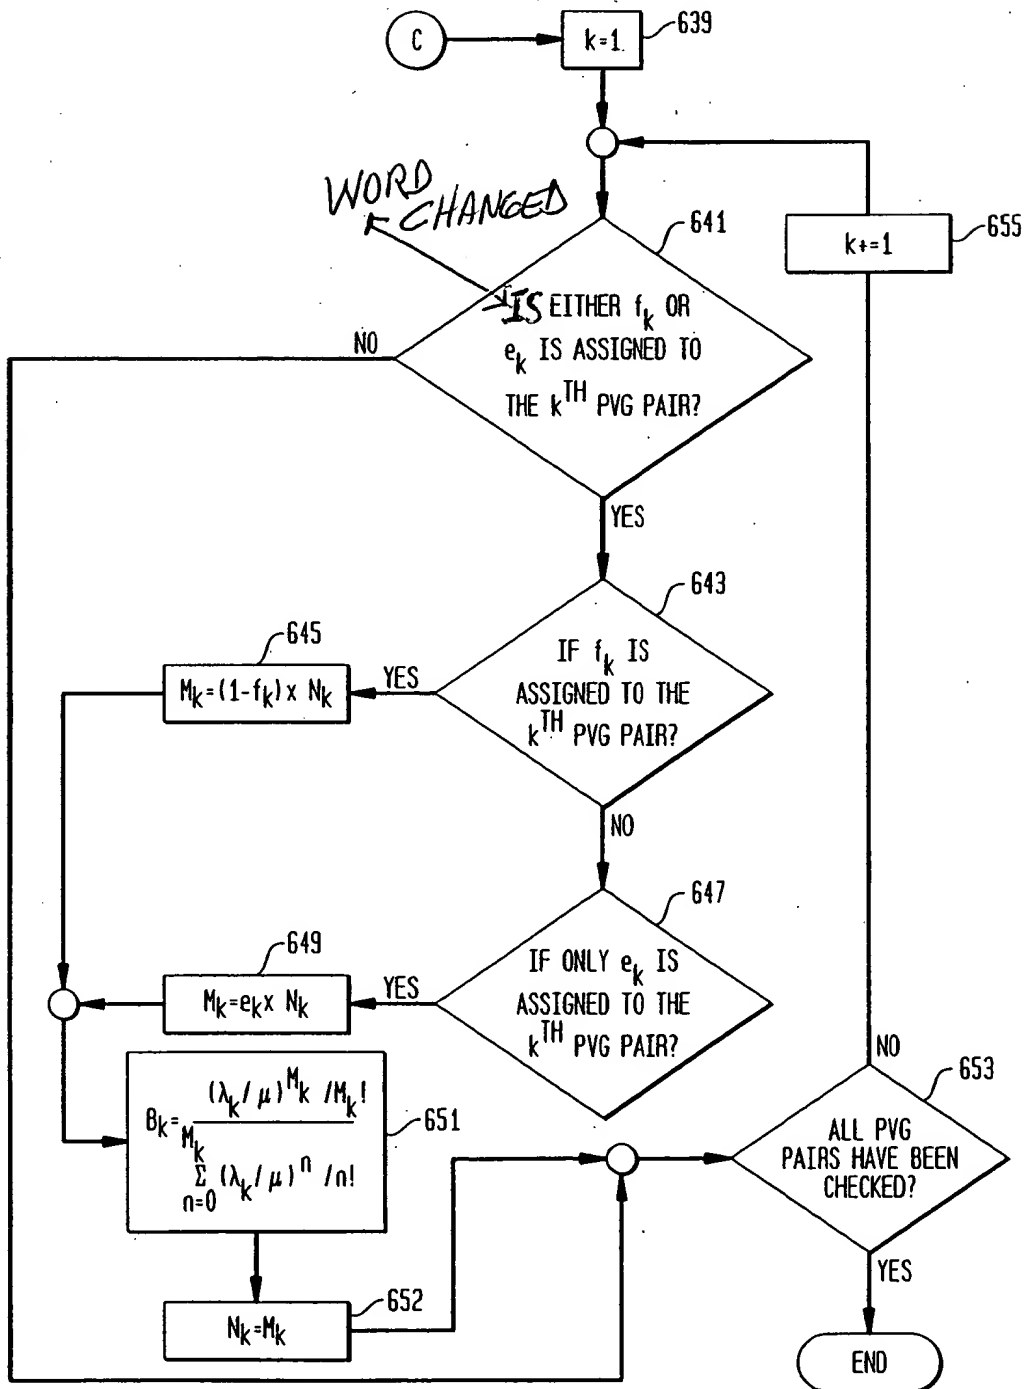 C
k=1
639
WORD
CHANGED
641
k+=1
655
IS EITHER fk OR
ek IS ASSIGNED TO
THE kTH PVG PAIR?
NO
YES
643
IF fk IS
ASSIGNED TO THE
kTH PVG PAIR?
645
Mk=(1-fk)x Nk
YES
NO
647
IF ONLY ek IS
ASSIGNED TO THE
kTH PVG PAIR?
649
Mk=ekx Nk
YES
Bk= (λk/μ)Mk /Mk!
Mk
Σ (λk/μ)n /n!
n=0
651
652
Nk=Mk
NO
653
ALL PVG
PAIRS HAVE BEEN
CHECKED?
YES
END